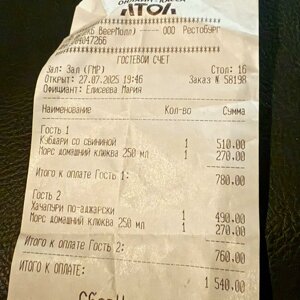 АТОЛ
ВеерМолл) ООО Рестобург
ГОСТЕВОЙ СЧЕТ
Зал: Зал (ГМР) Стол: 16
Открыт: 27.07.2025 19:46 Заказ № 58198
Официант: Елисеева Мария
Наименование Кол-во Сумма
Гость 1
Кэбдари со свининой 1 510.00
Морс домашний клюква 250 мл 1 270.00
Итого к оплате Гость 1: 780.00
Гость 2
Хачапури по-аджарски 1 490.00
Морс домашний клюква 250 мл 1 270.00
Итого к оплате Гость 2: 760.00
ИТОГО К ОПЛАТЕ: 1 540.00